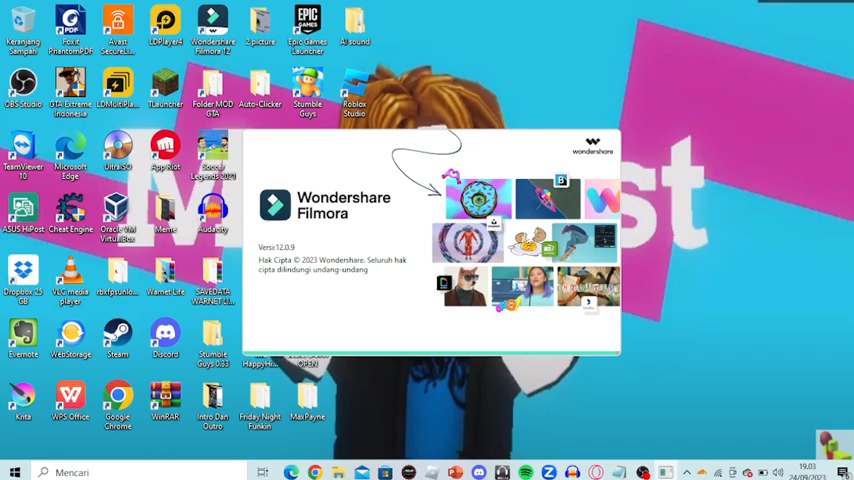 Keranjang Sampah
Foxit PhantomPDF
Avast SecureLi...
LDPlayer4
Wondershare Filmora 12
2 picture
Epic Games Launcher
AI sound
OBS Studio
GTA Extreme Indonesia
LDMultiPla...
TLauncher
Folder MOD GTA
Auto-Clicker
Stumble Guys
Roblox Studio
TeamViewer 10
Microsoft Edge
UltraISO
App Riot
Soccer Legends 2021
ASUS HiPost
Cheat Engine
Oracle VM VirtualBox
Meme
Audacity
Dropbox 25 GB
VLC media player
rbxfpsunlo...
Warnet Life
SAVEDATA WARNET LI...
Evernote
WebStorage
Steam
Discord
Stumble Guys 0.33
HappyHi...
OPEN
Krita
WPS Office
Google Chrome
WinRAR
Intro Dan Outro
Friday Night Funkin
MaxPayne
wondershare
Wondershare
Filmora
Versi:12.0.9
Hak Cipta © 2023 Wondershare. Seluruh hak
cipta dilindungi undang-undang
Mencari
19.03
24/09/2023